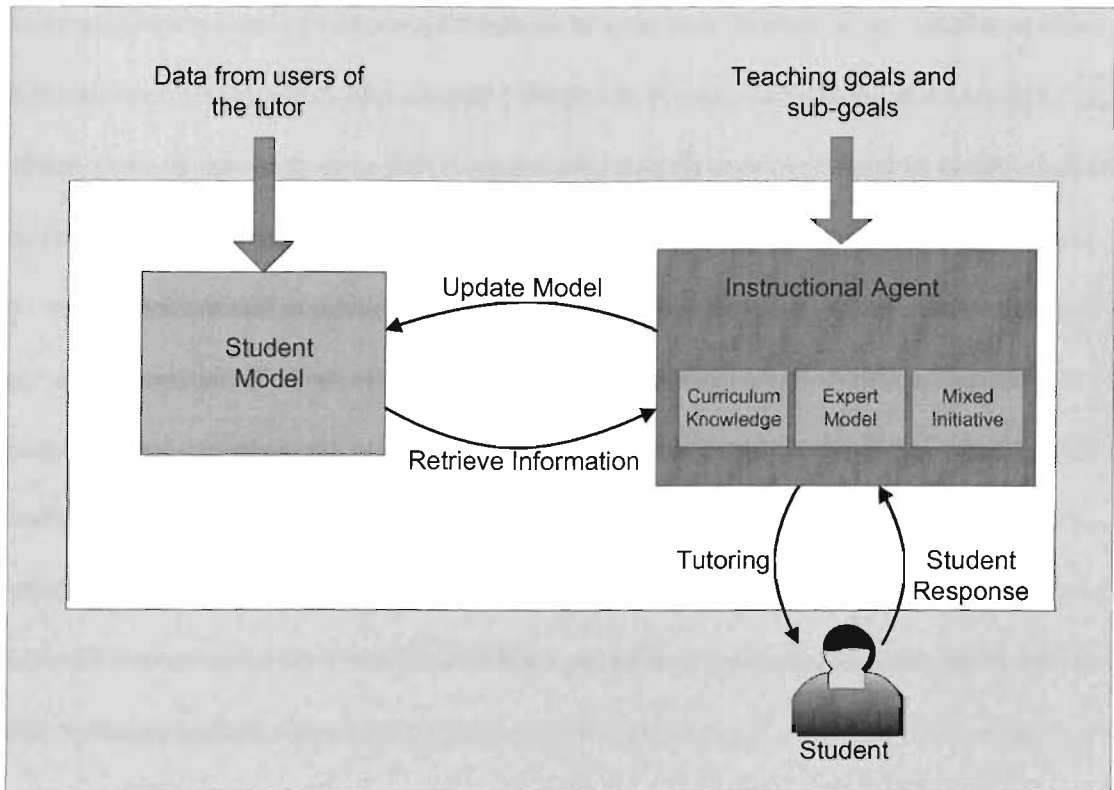 Data from users of
the tutor
Teaching goals and
sub-goals
Update Model
Instructional Agent
Student
Model
Curriculum
Knowledge
Expert
Model
Mixed
Initiative
Retrieve Information
Tutoring
Student
Response
Student